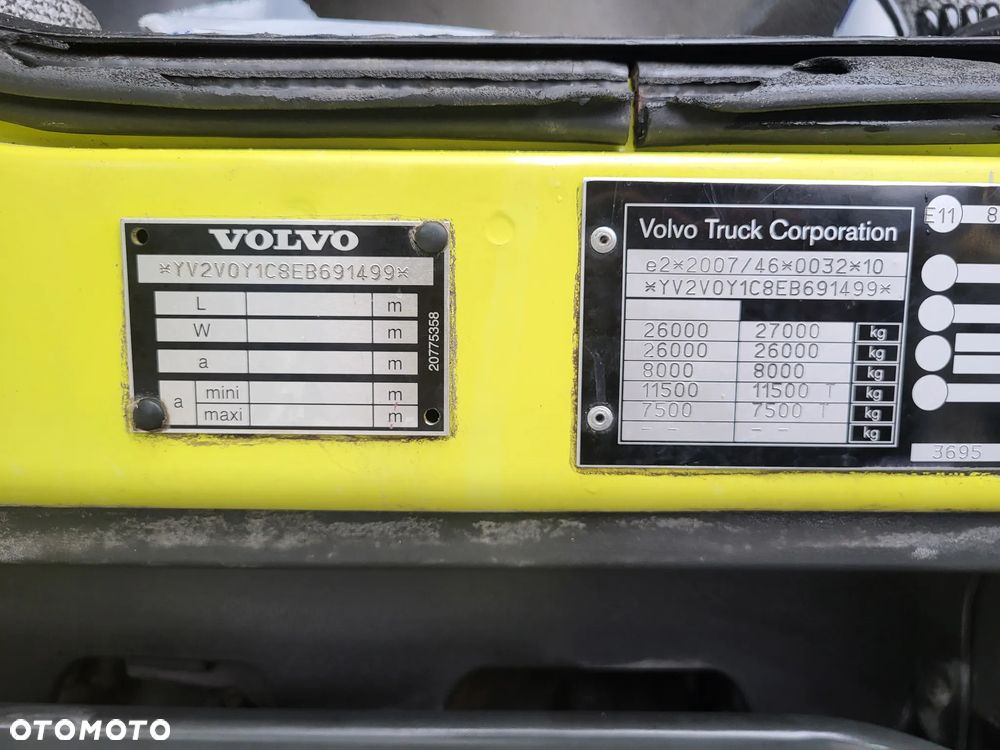 VOLVO
*YV2V0Y1C8EB691499*
L m
W m
a m
a mini m
maxi m
20775358
Volvo Truck Corporation
e2*2007/46*0032*10
*YV2V0Y1C8EB691499*
26000 27000 kg
26000 26000 kg
8000 8000 kg
11500 11500 T kg
7500 7500 T kg
- - - - kg
E11 8
3695
OTOMOTO